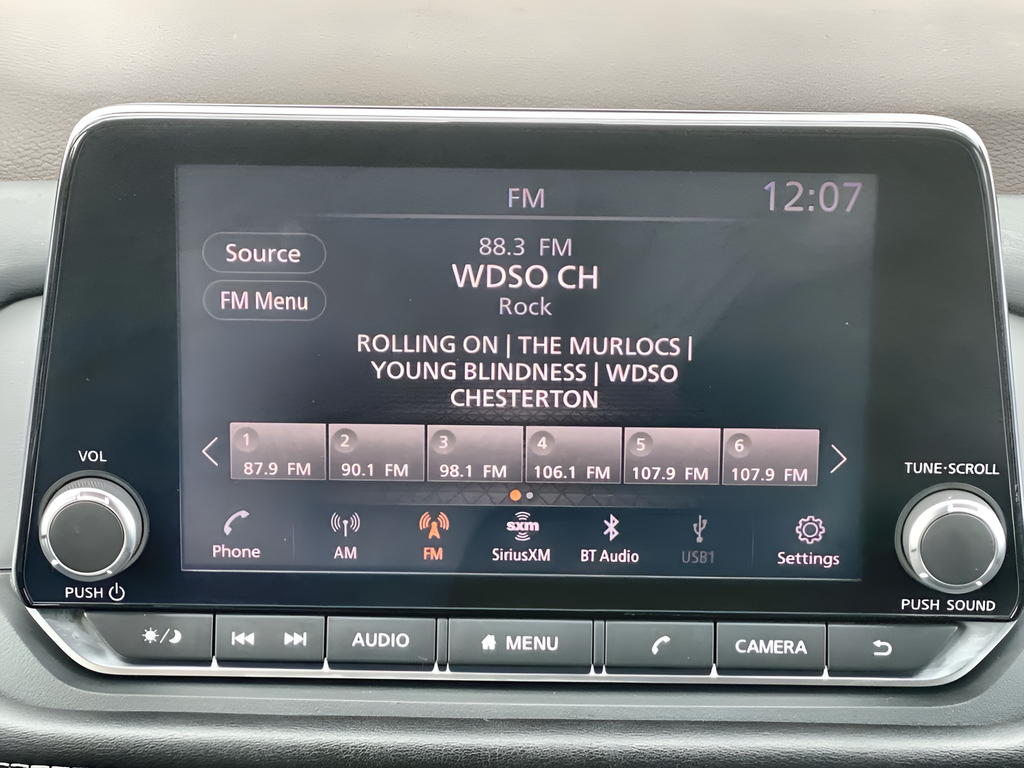 FM
12:07
Source
FM Menu
88.3 FM
WDSO CH
Rock
ROLLING ON | THE MURLOCS |
YOUNG BLINDNESS | WDSO
CHESTERTON
1
87.9 FM
2
90.1 FM
3
98.1 FM
4
106.1 FM
5
107.9 FM
6
107.9 FM
VOL
PUSH
TUNE·SCROLL
PUSH SOUND
Phone
AM
FM
sxm
SiriusXM
BT Audio
USB1
Settings
AUDIO
MENU
CAMERA